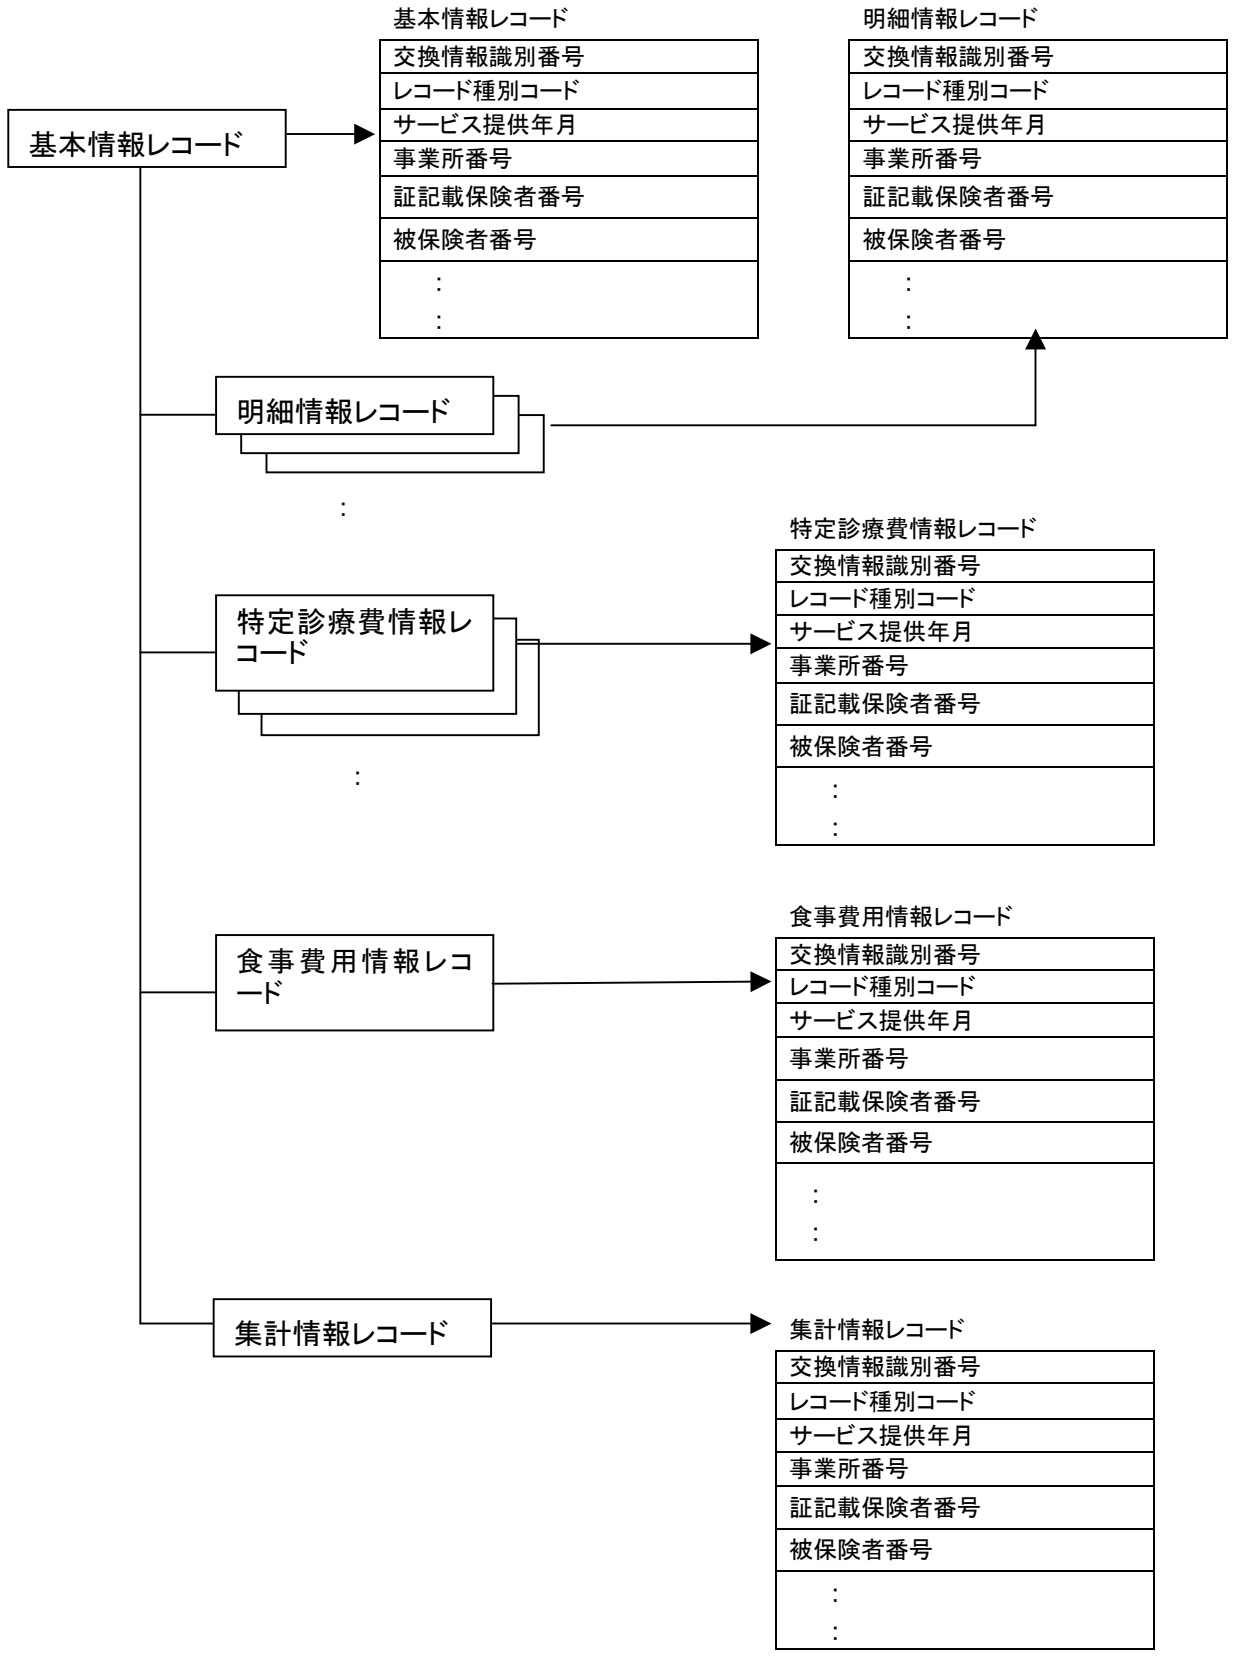 基本情報レコード
交換情報識別番号
レコード種別コード
サービス提供年月
事業所番号
証記載保険者番号
被保険者番号
:
:
明細情報レコード
交換情報識別番号
レコード種別コード
サービス提供年月
事業所番号
証記載保険者番号
被保険者番号
:
:
基本情報レコード
明細情報レコード
:
特定診療費情報レ
コード
:
特定診療費情報レコード
交換情報識別番号
レコード種別コード
サービス提供年月
事業所番号
証記載保険者番号
被保険者番号
:
:
食事費用情報レコ
ード
食事費用情報レコード
交換情報識別番号
レコード種別コード
サービス提供年月
事業所番号
証記載保険者番号
被保険者番号
:
:
集計情報レコード
集計情報レコード
交換情報識別番号
レコード種別コード
サービス提供年月
事業所番号
証記載保険者番号
被保険者番号
:
: